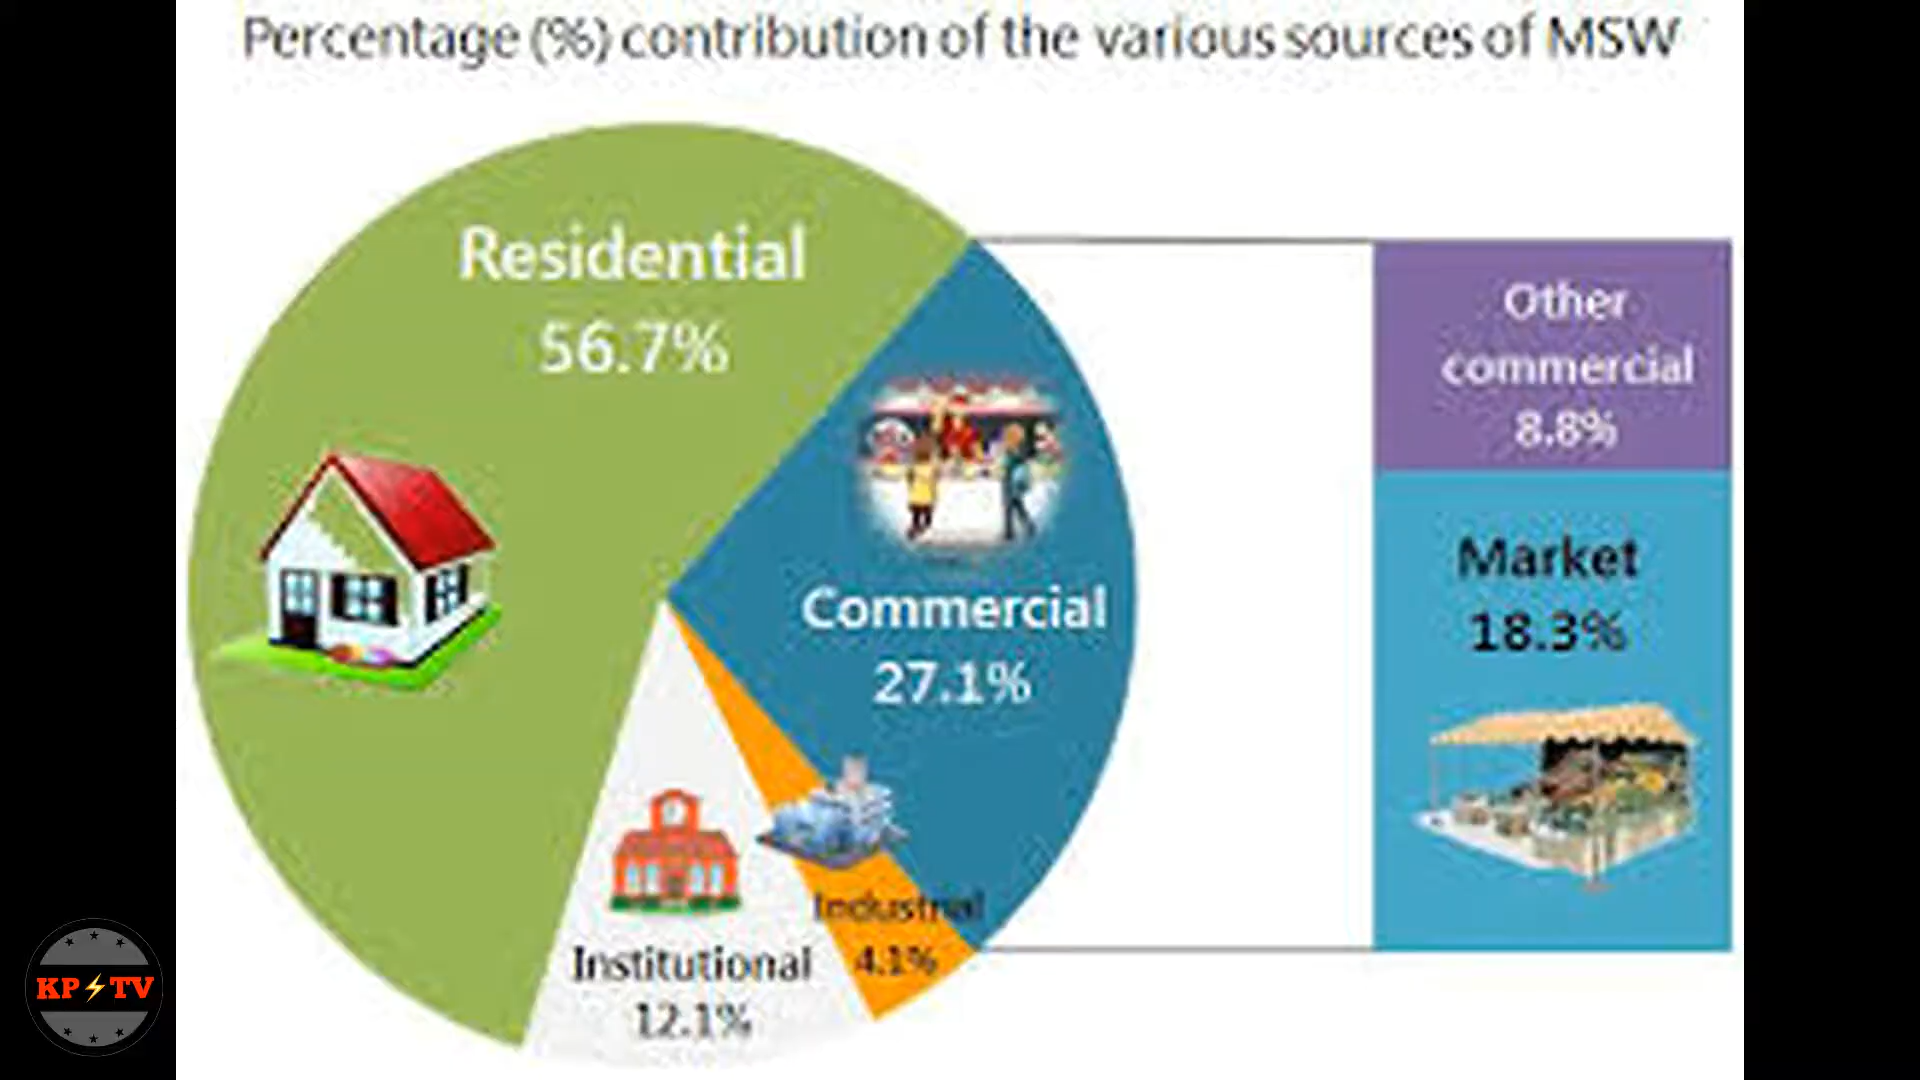 Percentage (%) contribution of the various sources of MSW
Residential
56.7%
Other
commercial
8.8%
Market
18.3%
Commercial
27.1%
Industrial
4.1%
Institutional
12.1%
KP⚡TV